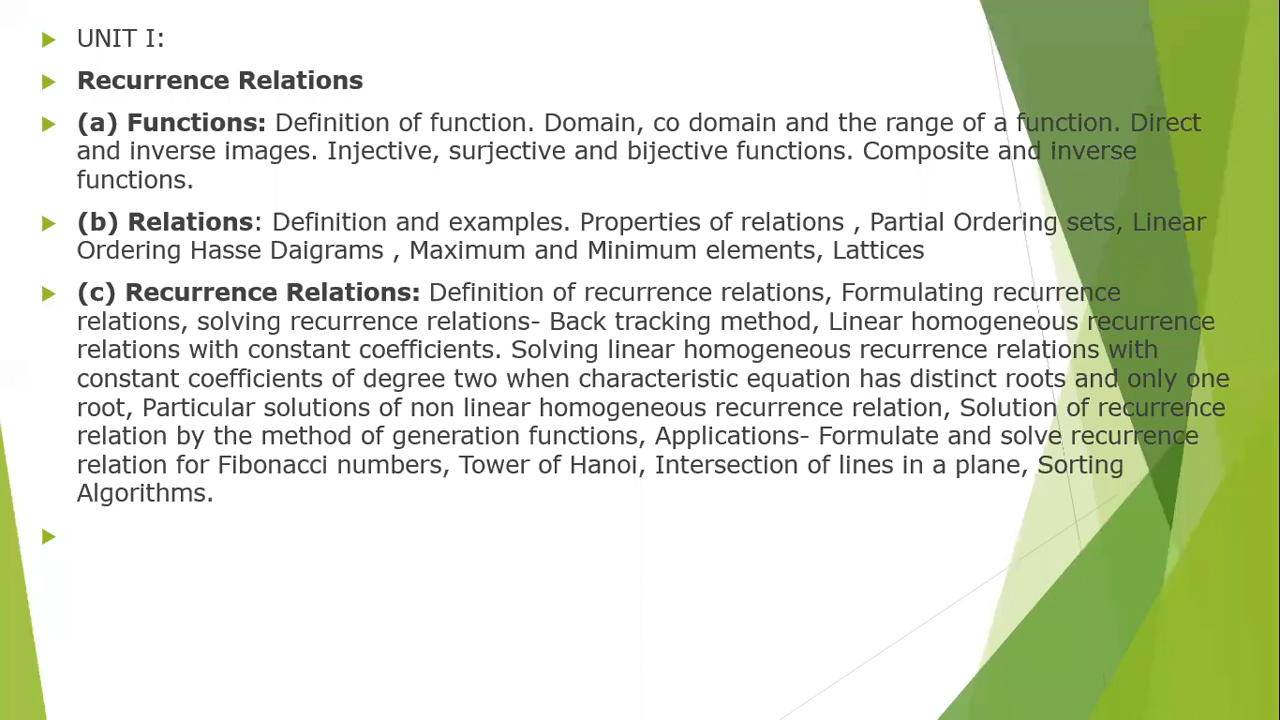 UNIT I:
Recurrence Relations
(a) Functions: Definition of function. Domain, co domain and the range of a function. Direct
and inverse images. Injective, surjective and bijective functions. Composite and inverse
functions.
(b) Relations: Definition and examples. Properties of relations , Partial Ordering sets, Linear
Ordering Hasse Daigrams , Maximum and Minimum elements, Lattices
(c) Recurrence Relations: Definition of recurrence relations, Formulating recurrence
relations, solving recurrence relations- Back tracking method, Linear homogeneous recurrence
relations with constant coefficients. Solving linear homogeneous recurrence relations with
constant coefficients of degree two when characteristic equation has distinct roots and only one
root, Particular solutions of non linear homogeneous recurrence relation, Solution of recurrence
relation by the method of generation functions, Applications- Formulate and solve recurrence
relation for Fibonacci numbers, Tower of Hanoi, Intersection of lines in a plane, Sorting
Algorithms.